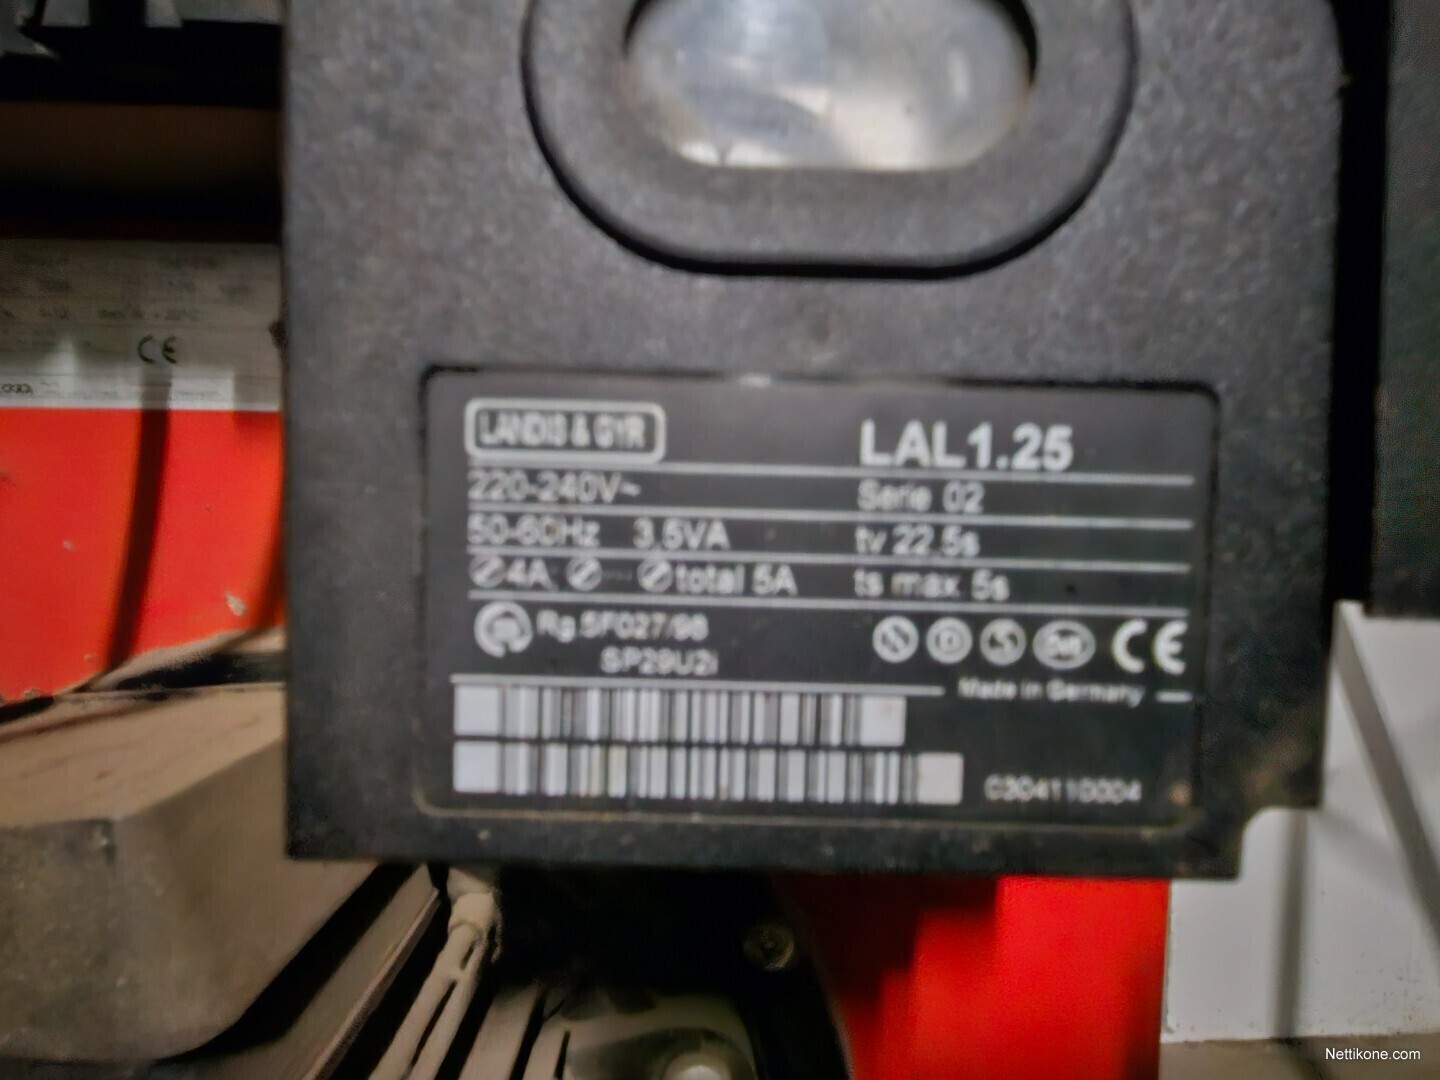 LANDIS & GYR
LAL1.25
220-240V~
Serie 02
50-60Hz 3,5VA
tv 22.5s
4A total 5A
ts max 5s
Rg.5F027/98
SP29U2i
CE
Made in Germany
0304110004
CE
Nettikone.com